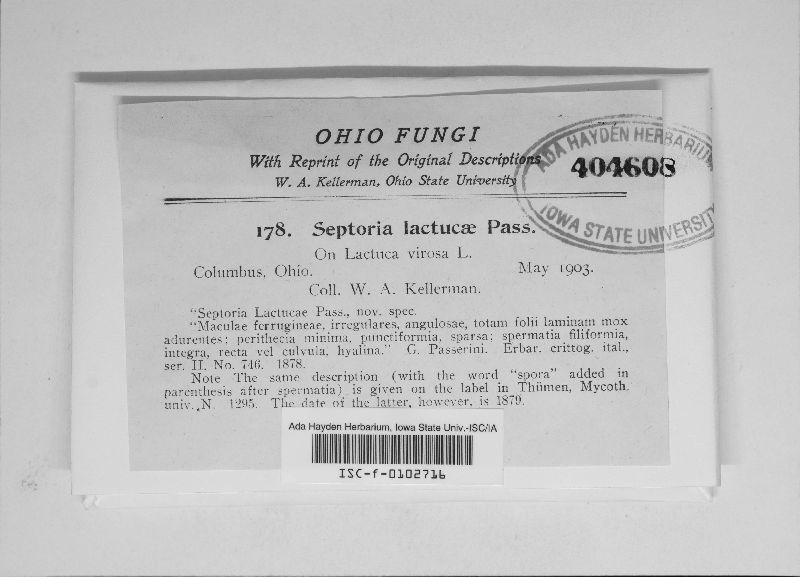 OHIO FUNGI
With Reprint of the Original Descriptions
W. A. Kellerman, Ohio State University
ADA HAYDEN HERBARIUM
404608
IOWA STATE UNIVERSITY
178. Septoria lactucæ Pass.
On Lactuca virosa L.
Columbus, Ohio. May 1903.
Coll. W. A. Kellerman.
"Septoria Lactucae Pass., nov. spec.
"Maculae ferrugineae, irregulares, angulosae, totam folii laminam mox
adurentes; perithecia minima, punctiformia, sparsa; spermatia filiformia,
integra, recta vel culvula, hyalina." G. Passerini. Erbar. crittog. ital.,
ser. II. No. 746. 1878.
Note The same description (with the word "spora" added in
parenthesis after spermatia) is given on the label in Thümen, Mycoth.
univ. N. 1295. The date of the latter, however, is 1879.
Ada Hayden Herbarium, Iowa State Univ.-ISC/IA
ISC-f-0102716